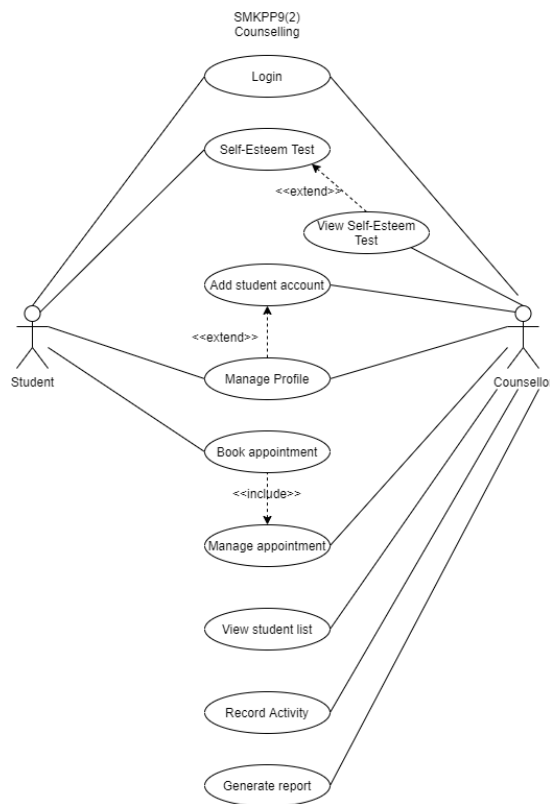 SMKPP9(2)
Counselling
Login
Self-Esteem Test
<<extend>>
View Self-Esteem
Test
Add student account
<<extend>>
Student
Manage Profile
Counsellor
Book appointment
<<include>>
Manage appointment
View student list
Record Activity
Generate report